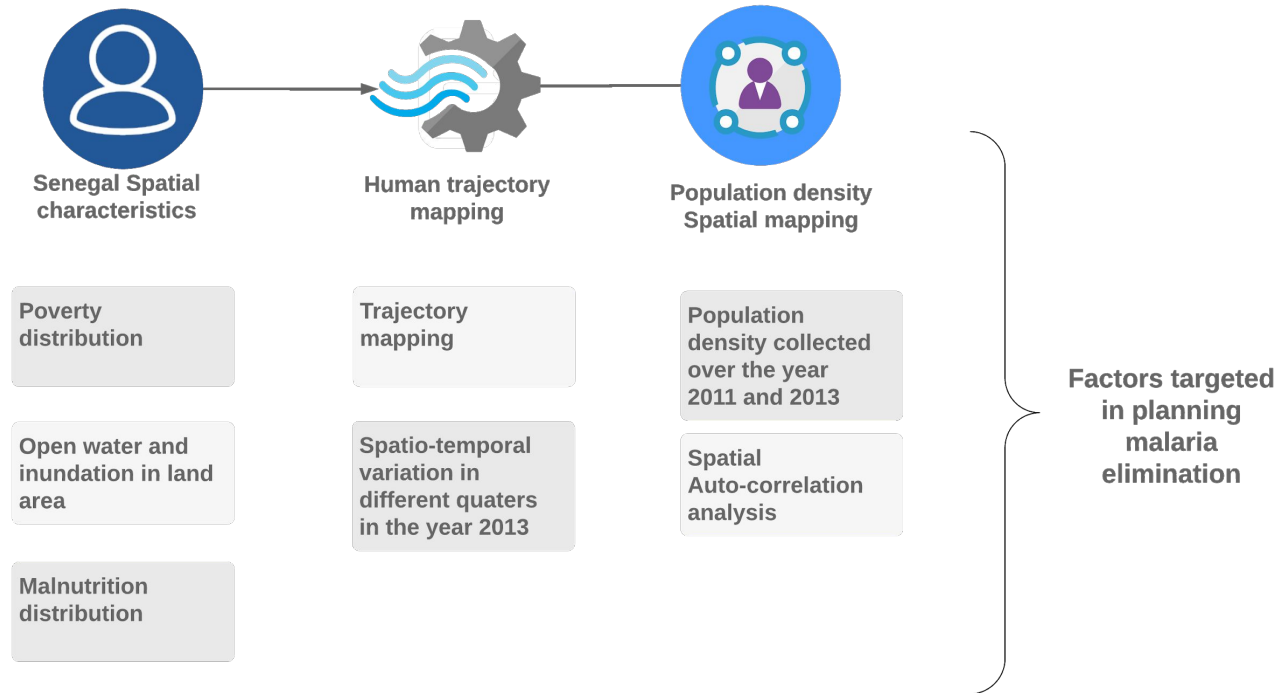 Senegal Spatial
characteristics
Human trajectory
mapping
Population density
Spatial mapping
Poverty
distribution
Open water and
inundation in land
area
Malnutrition
distribution
Trajectory
mapping
Spatio-temporal
variation in
different quaters
in the year 2013
Population
density collected
over the year
2011 and 2013
Spatial
Auto-correlation
analysis
Factors targeted
in planning
malaria
elimination